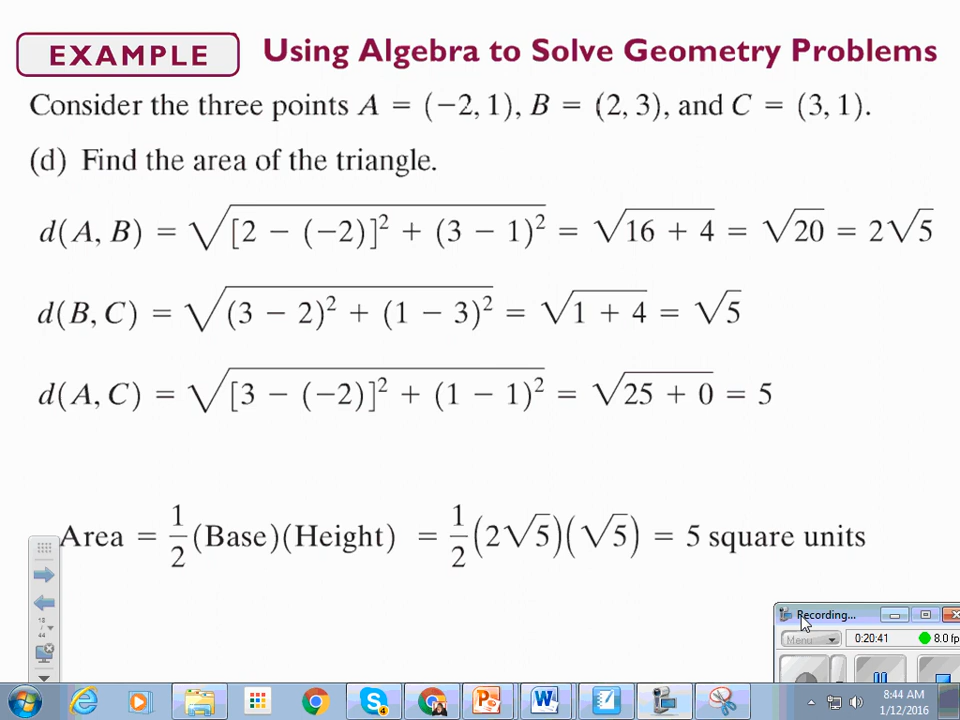 EXAMPLE Using Algebra to Solve Geometry Problems
Consider the three points A = (−2, 1), B = (2, 3), and C = (3, 1).
(d) Find the area of the triangle.
d(A, B) = √[2 − (−2)]² + (3 − 1)² = √16 + 4 = √20 = 2√5
d(B, C) = √(3 − 2)² + (1 − 3)² = √1 + 4 = √5
d(A, C) = √[3 − (−2)]² + (1 − 1)² = √25 + 0 = 5
Area = 1/2 (Base)(Height) = 1/2 (2√5)(√5) = 5 square units
18
/
44
Recording...
Menu 0:20:41 8.0 fp
4
8:44 AM
1/12/2016